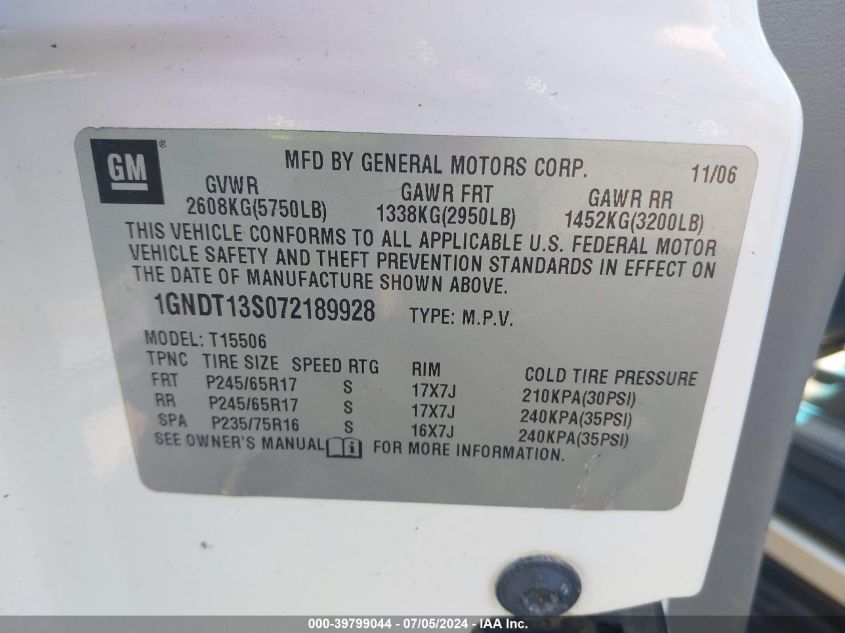 GM ®
MFD BY GENERAL MOTORS CORP. 11/06
GVWR GAWR FRT GAWR RR
2608KG(5750LB) 1338KG(2950LB) 1452KG(3200LB)
THIS VEHICLE CONFORMS TO ALL APPLICABLE U.S. FEDERAL MOTOR
VEHICLE SAFETY AND THEFT PREVENTION STANDARDS IN EFFECT ON
THE DATE OF MANUFACTURE SHOWN ABOVE.
1GNDT13S072189928 TYPE: M.P.V.
MODEL: T15506
TPNC TIRE SIZE SPEED RTG RIM COLD TIRE PRESSURE
FRT P245/65R17 S 17X7J 210KPA(30PSI)
RR P245/65R17 S 17X7J 240KPA(35PSI)
SPA P235/75R16 S 16X7J 240KPA(35PSI)
SEE OWNER'S MANUAL i FOR MORE INFORMATION.
000-39799044 - 07/05/2024 - IAA Inc.